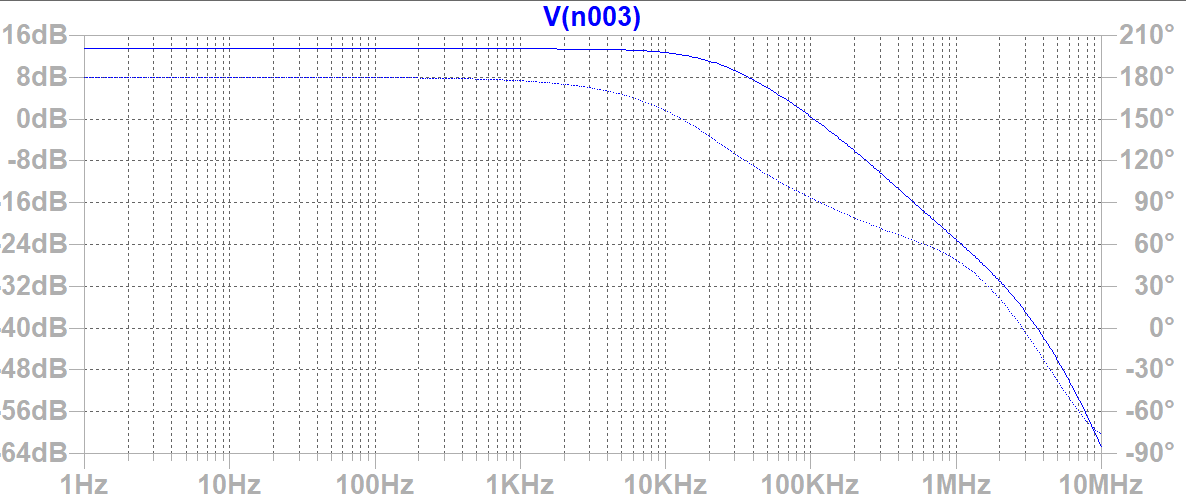 V(n003)
16dB 210°
8dB 180°
0dB 150°
-8dB 120°
-16dB 90°
-24dB 60°
-32dB 30°
-40dB 0°
-48dB -30°
-56dB -60°
-64dB -90°
1Hz 10Hz 100Hz 1KHz 10KHz 100KHz 1MHz 10MHz